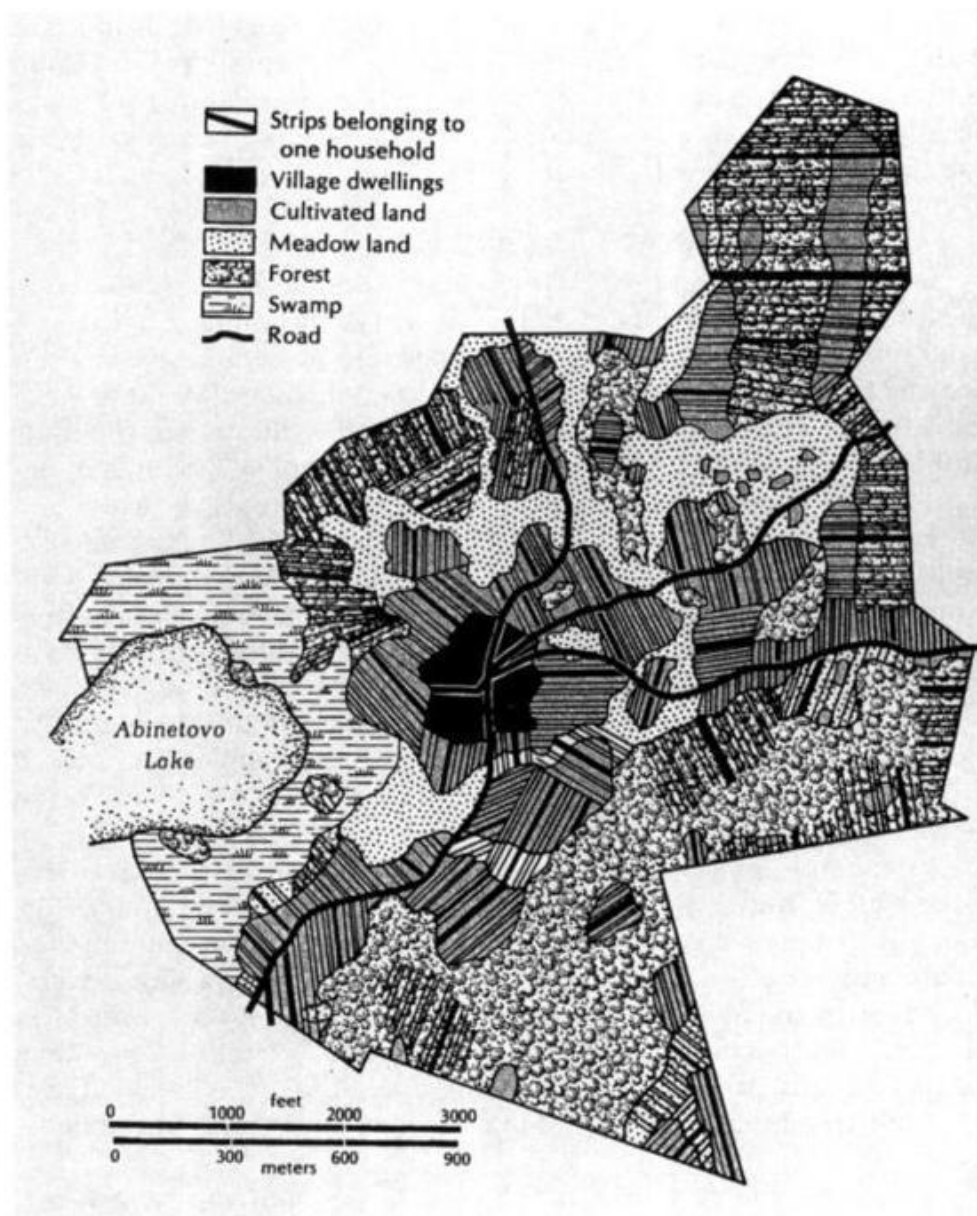 Strips belonging to
one household
Village dwellings
Cultivated land
Meadow land
Forest
Swamp
Road
Abinetovo
Lake
feet
0 1000 2000 3000
0 300 600 900
meters